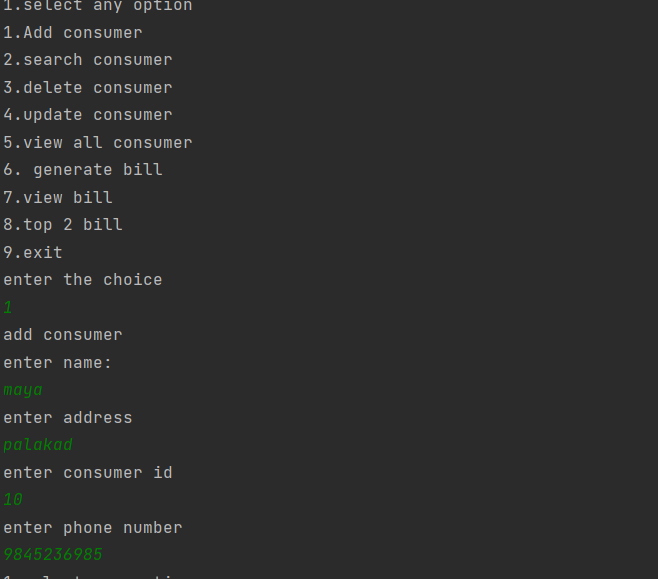 1.select any option
1.Add consumer
2.search consumer
3.delete consumer
4.update consumer
5.view all consumer
6. generate bill
7.view bill
8.top 2 bill
9.exit
enter the choice
1
add consumer
enter name:
maya
enter address
palakad
enter consumer id
10
enter phone number
9845236985